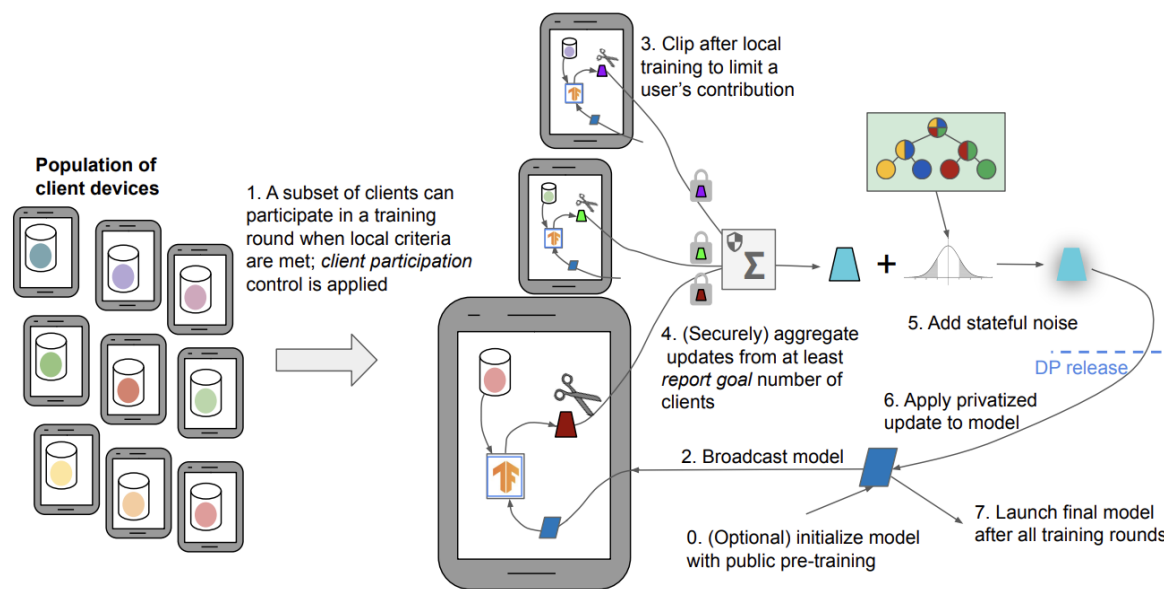 Population of
client devices
1. A subset of clients can
participate in a training
round when local criteria
are met; client participation
control is applied
3. Clip after local
training to limit a
user's contribution
Σ
+
4. (Securely) aggregate
updates from at least
report goal number of
clients
5. Add stateful noise
DP release
6. Apply privatized
update to model
2. Broadcast model
0. (Optional) initialize model
with public pre-training
7. Launch final model
after all training rounds